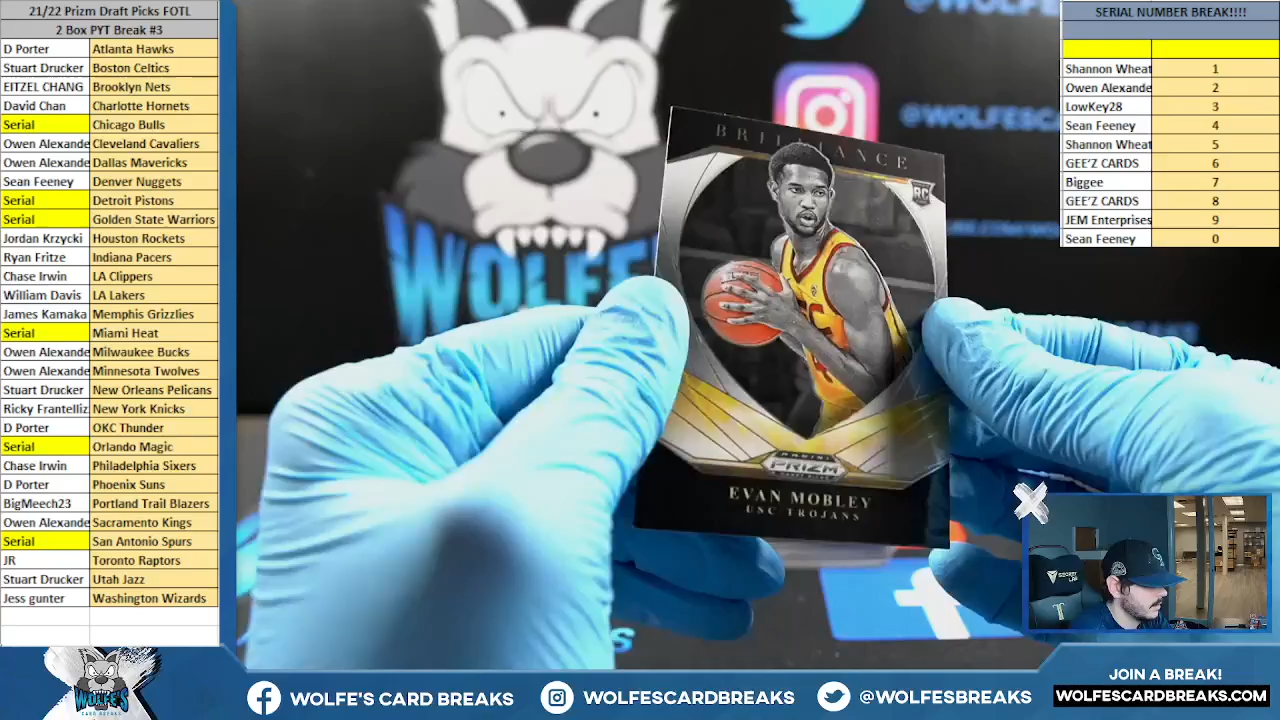 21/22 Prizm Draft Picks FOTL
2 Box PYT Break #3
D Porter Atlanta Hawks
Stuart Drucker Boston Celtics
EITZEL CHANG Brooklyn Nets
David Chan Charlotte Hornets
Serial Chicago Bulls
Owen Alexande Cleveland Cavaliers
Owen Alexande Dallas Mavericks
Sean Feeney Denver Nuggets
Serial Detroit Pistons
Serial Golden State Warriors
Jordan Krzycki Houston Rockets
Ryan Fritze Indiana Pacers
Chase Irwin LA Clippers
William Davis LA Lakers
James Kamaka Memphis Grizzlies
Serial Miami Heat
Owen Alexande Milwaukee Bucks
Owen Alexande Minnesota Twolves
Stuart Drucker New Orleans Pelicans
Ricky Frantelliz New York Knicks
D Porter OKC Thunder
Serial Orlando Magic
Chase Irwin Philadelphia Sixers
D Porter Phoenix Suns
BigMeech23 Portland Trail Blazers
Owen Alexande Sacramento Kings
Serial San Antonio Spurs
JR Toronto Raptors
Stuart Drucker Utah Jazz
Jess gunter Washington Wizards
SERIAL NUMBER BREAK!!!!
Shannon Wheat 1
Owen Alexande 2
LowKey28 3
Sean Feeney 4
Shannon Wheat 5
GEE'Z CARDS 6
Biggee 7
GEE'Z CARDS 8
JEM Enterprises 9
Sean Feeney 0
@WOLFESCA
WOLFE
BRILLIANCE
RC
PANINI
PRIZM
EVAN MOBLEY
USC TROJANS
SECRET LAB
WOLFE'S
CARD BREAKS
WOLFE'S CARD BREAKS
WOLFESCARDBREAKS
@WOLFESBREAKS
JOIN A BREAK!
WOLFESCARDBREAKS.COM